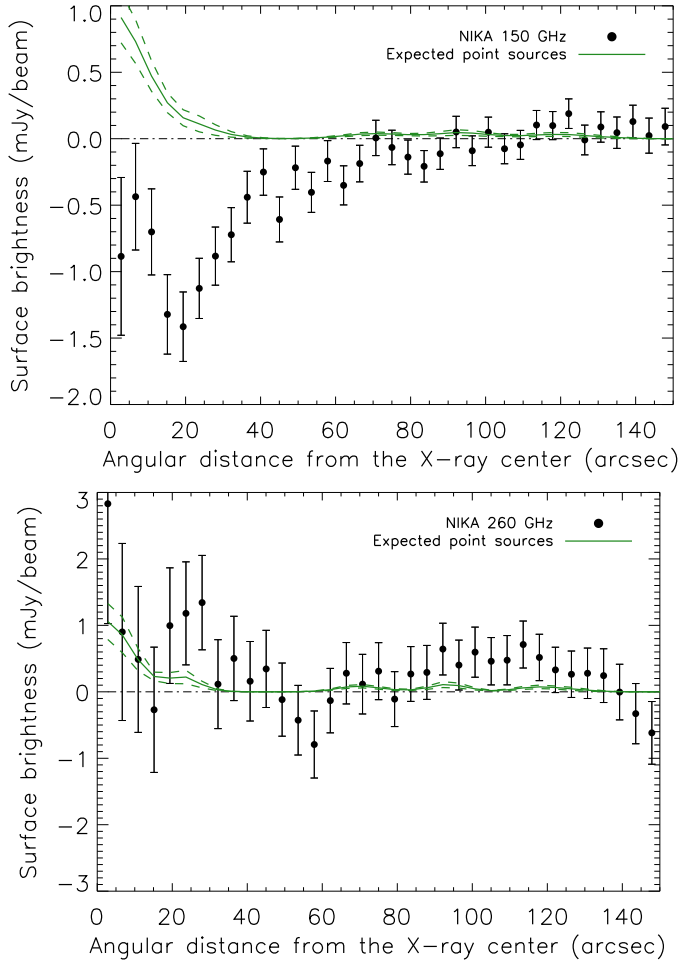 1.0
NIKA 150 GHz
Expected point sources
0.5
0.0
−0.5
−1.0
−1.5
−2.0
Surface brightness (mJy/beam)
0 20 40 60 80 100 120 140
Angular distance from the X−ray center (arcsec)
3
NIKA 260 GHz
Expected point sources
2
1
0
−1
−2
−3
Surface brightness (mJy/beam)
0 20 40 60 80 100 120 140
Angular distance from the X−ray center (arcsec)